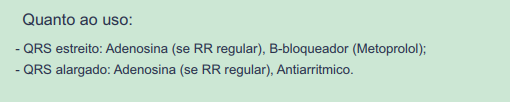 Quanto ao uso:
- QRS estreito: Adenosina (se RR regular), B-bloqueador (Metoprolol);
- QRS alargado: Adenosina (se RR regular), Antiarritmico.